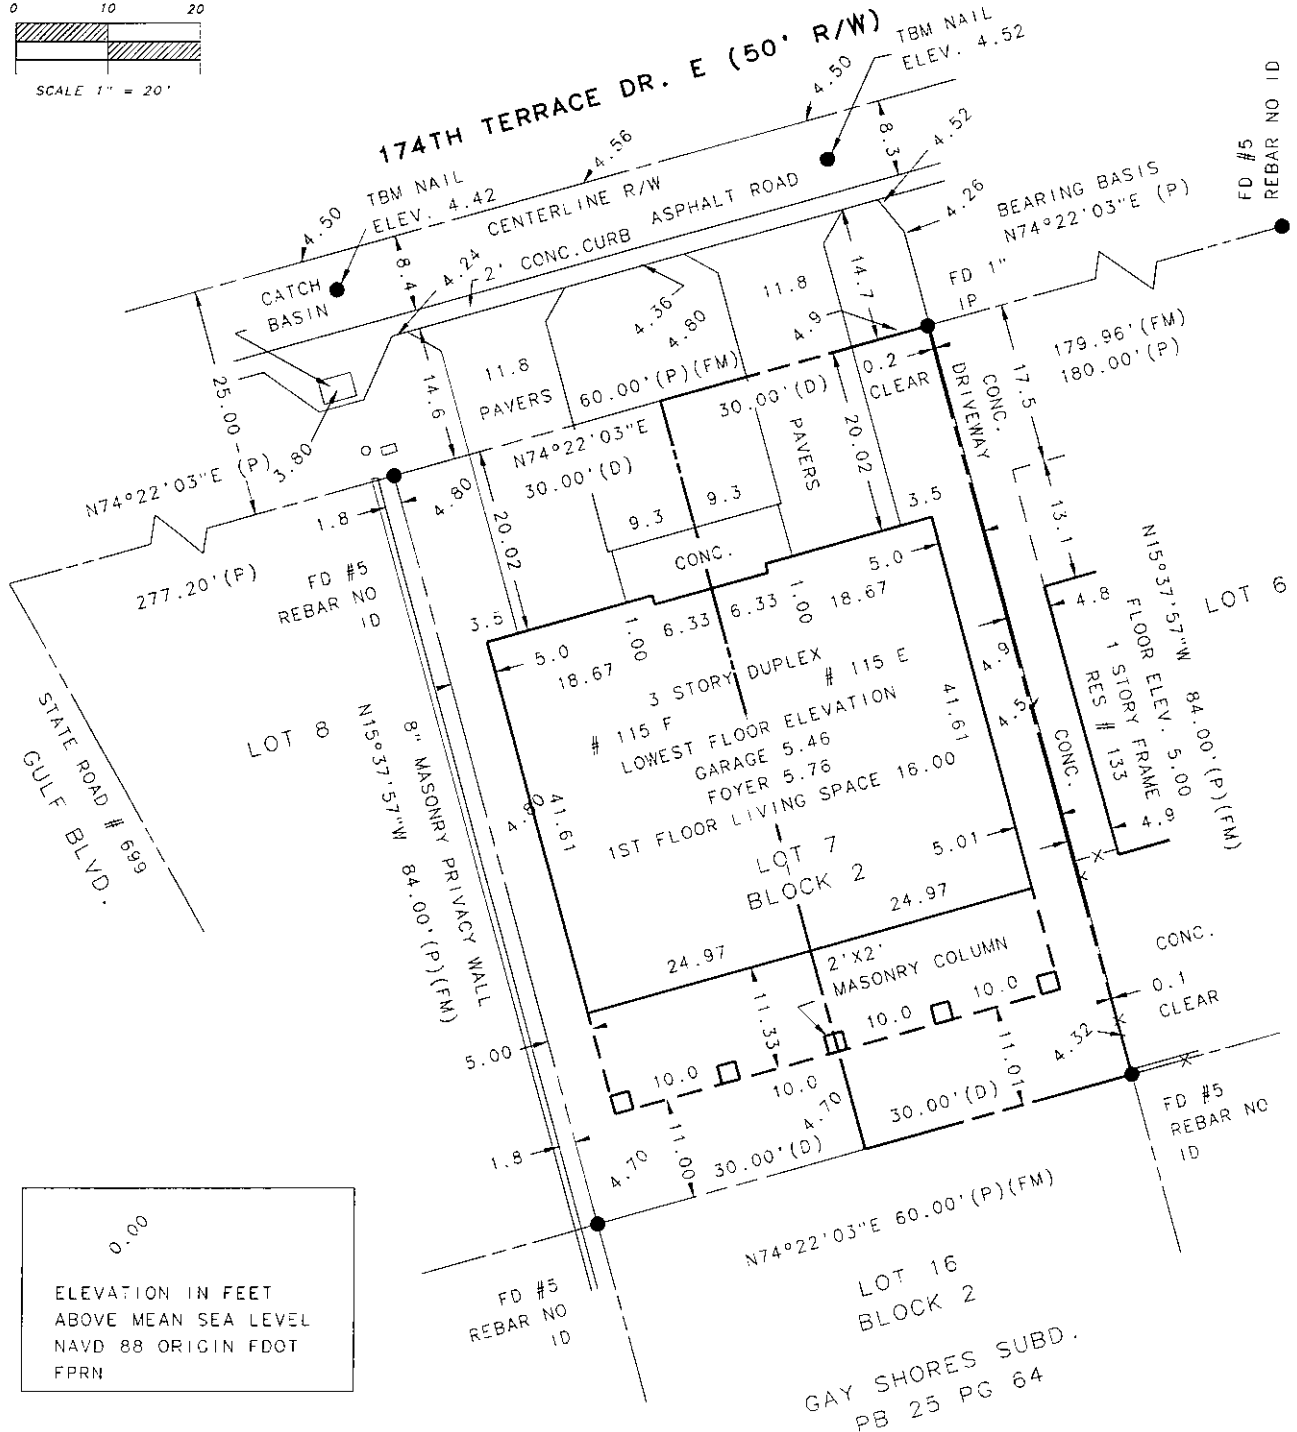 0 10 20
SCALE 1" = 20'
174TH TERRACE DR. E (50' R/W)
TBM NAIL
ELEV. 4.52
4.50
8.3
4.52
4.26
FD #5
REBAR NO ID
BEARING BASIS
N74°22'03"E (P)
4.56
TBM NAIL
ELEV. 4.42
4.50
CENTERLINE R/W
ASPHALT ROAD
2' CONC.CURB
8.4
4.24
CATCH
BASIN
25.00
14.6
11.8
PAVERS
4.36
4.80
11.8
14.7
4.9
FD 1"
IP
179.96'(FM)
180.00'(P)
60.00'(P)(FM)
N74°22'03"E
30.00'(D)
30.00'(D)
0.2
CLEAR
CONC.
DRIVEWAY
17.5
13.1
PAVERS
20.02
3.5
3.80
N74°22'03"E (P)
277.20'(P)
1.8
4.80
20.02
FD #5
REBAR NO
ID
9.3
9.3
CONC.
3.5
5.0
18.67
1.00
6.33
6.33
1.00
18.67
5.0
3 STORY DUPLEX
# 115 E
# 115 F
LOWEST FLOOR ELEVATION
GARAGE 5.46
FOYER 5.76
1ST FLOOR LIVING SPACE 16.00
LOT 7
BLOCK 2
41.61
41.61
4.80
4.9
4.5
CONC.
5.01
24.97
24.97
4.8
4.9
FLOOR ELEV. 5.00
1 STORY FRAME
RES # 133
N15°37'57"W 84.00'(P)(FM)
LOT 6
LOT 8
STATE ROAD # 699
GULF BLVD.
8" MASONRY PRIVACY WALL
N15°37'57"W 84.00'(P)(FM)
2'X2'
MASONRY COLUMN
11.33
10.0
10.0
10.0
10.0
11.01
CONC.
0.1
CLEAR
4.32
5.00
1.8
4.70
11.00
4.70
30.00'(D)
30.00'(D)
FD #5
REBAR NO
ID
N74°22'03"E 60.00'(P)(FM)
FD #5
REBAR NO
ID
LOT 16
BLOCK 2
GAY SHORES SUBD.
PB 25 PG 64
0.00
ELEVATION IN FEET
ABOVE MEAN SEA LEVEL
NAVD 88 ORIGIN FDOT
FPRN